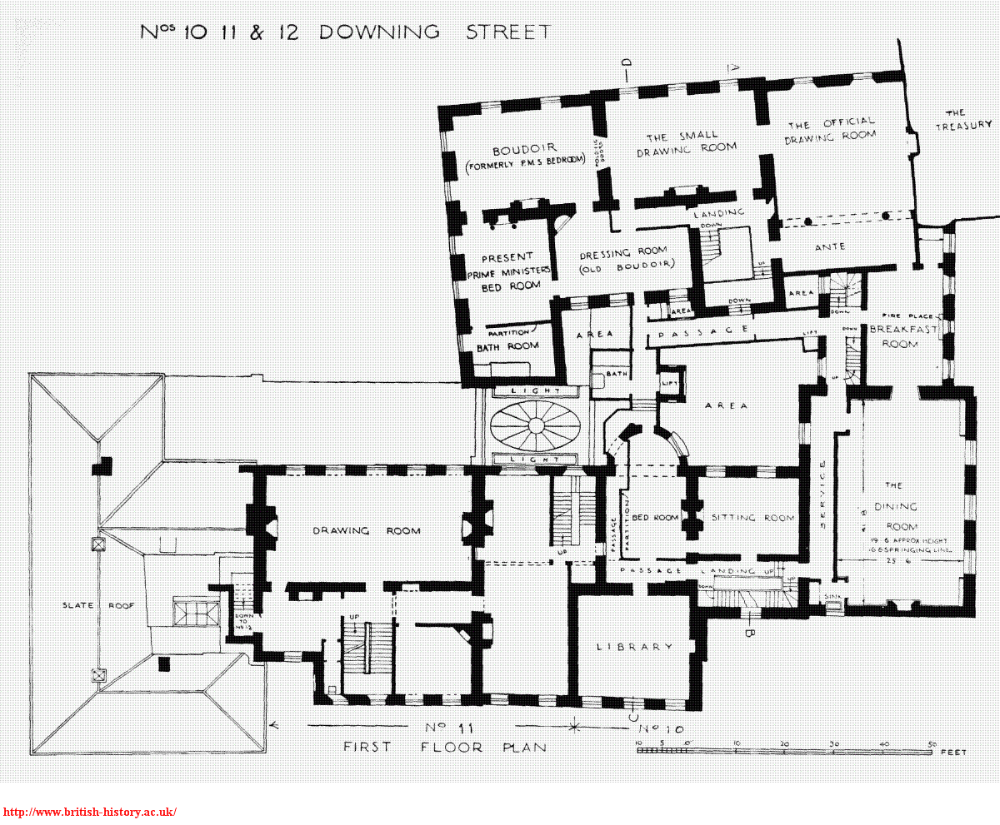 Nos 10 11 & 12 DOWNING STREET
D
A
THE
TREASURY
BOUDOIR
(FORMERLY P.M'S BEDROOM)
FOLDING
DOORS
THE SMALL
DRAWING ROOM
THE OFFICIAL
DRAWING ROOM
LANDING
DOWN
PRESENT
PRIME MINISTERS
BED ROOM
DRESSING ROOM
(OLD BOUDOIR)
UP
ANTE
AREA
DOWN
AREA
DOWN
PARTITION
BATH ROOM
AREA
PASSAGE
LIFT
DOWN
FIRE PLACE
BREAKFAST
ROOM
BATH
LIFT
UP
LIGHT
AREA
LIGHT
SERVICE
THE
DINING
ROOM
19 6 APPROX HEIGHT
16 6 SPRINGING LINE
25 6
DRAWING ROOM
UP
PASSAGE
PARTITION
BED ROOM
SITTING ROOM
PASSAGE
LANDING
UP
UP
DOWN
SINK
SLATE ROOF
DOWN
TO
No 12
UP
LIBRARY
B
C
No 11
No 10
FIRST FLOOR PLAN
10 5 0 10 20 30 40 50
FEET
http://www.british-history.ac.uk/